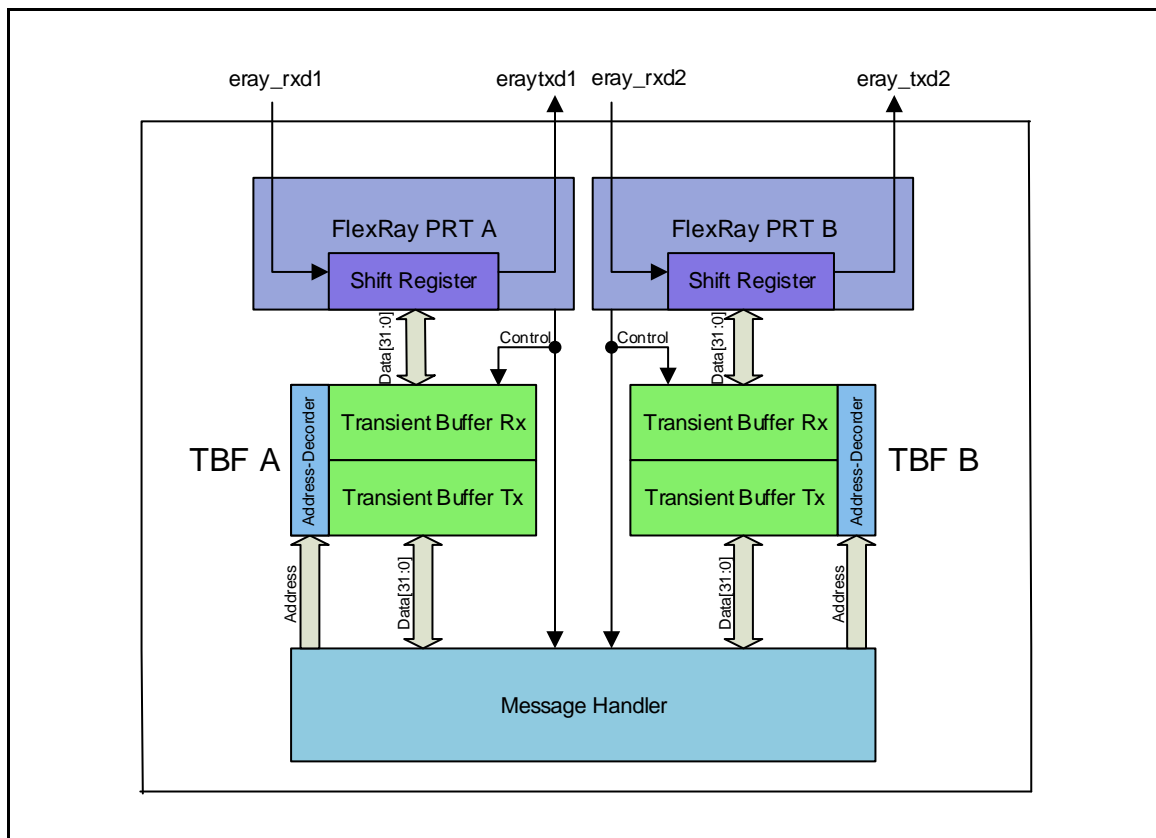 eray_rxd1
eraytxd1
eray_rxd2
eray_txd2
FlexRay PRT A
FlexRay PRT B
Shift Register
Shift Register
Data[31:0]
Control
Control
Data[31:0]
TBF A
Address-Decorder
Transient Buffer Rx
Transient Buffer Tx
Transient Buffer Rx
Transient Buffer Tx
Address-Decorder
TBF B
Address
Data[31:0]
Data[31:0]
Address
Message Handler